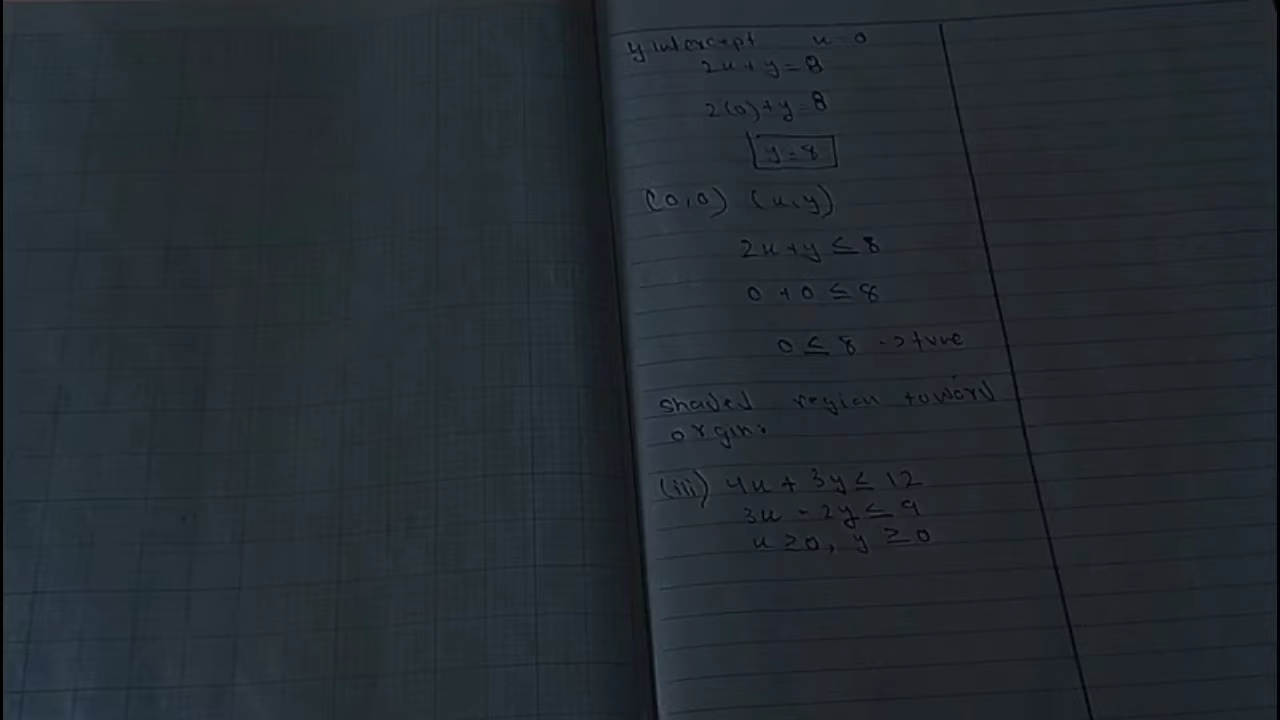 y intercept x = 0
2x + y = 8
2(0) + y = 8
y = 8
(0,0) (x,y)
2x + y ≤ 8
0 + 0 ≤ 8
0 ≤ 8 -> true
shaded region toward
orgin.
(iii) 4x + 3y ≤ 12
3x - 2y ≤ 9
x ≥ 0, y ≥ 0